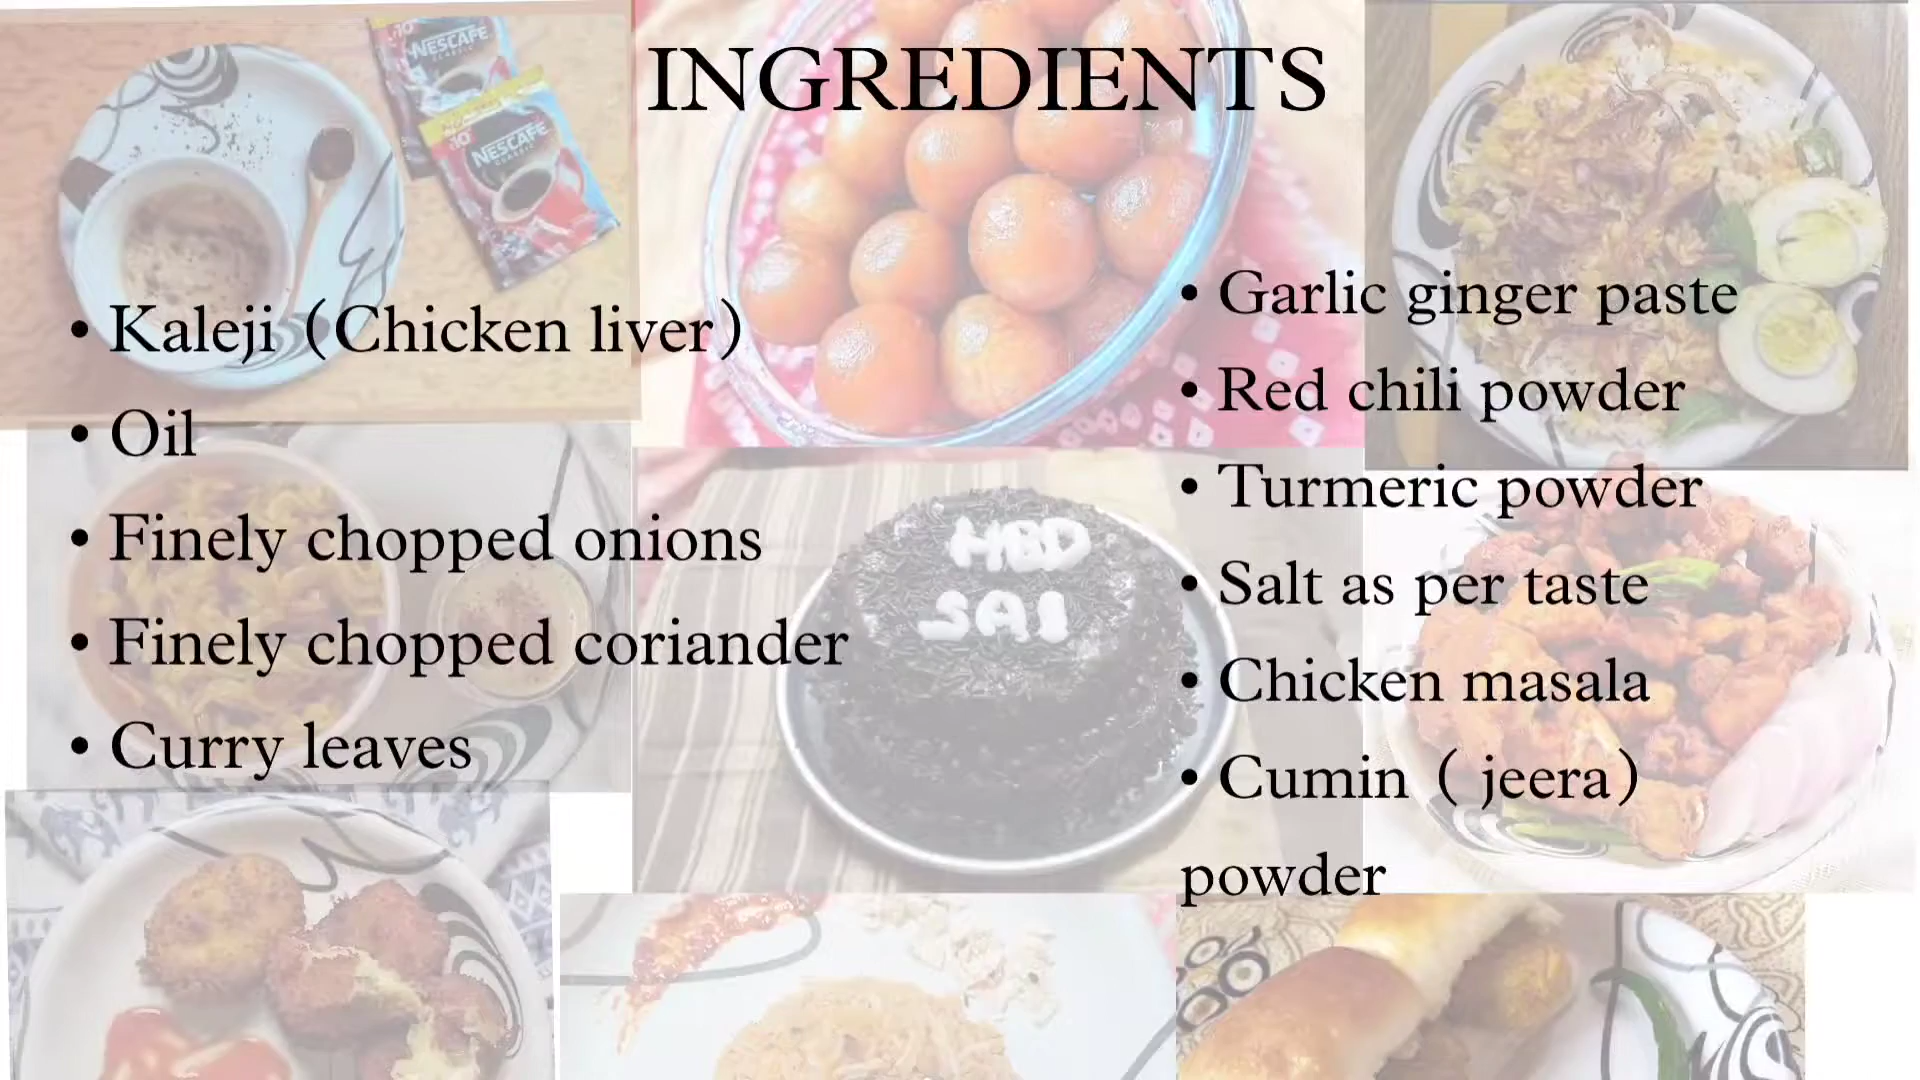 INGREDIENTS
• Kaleji (Chicken liver)
• Oil
• Finely chopped onions
• Finely chopped coriander
• Curry leaves
• Garlic ginger paste
• Red chili powder
• Turmeric powder
• Salt as per taste
• Chicken masala
• Cumin ( jeera)
powder
NESCAFE
NESCAFE
CLASSIC
HBD
SAI